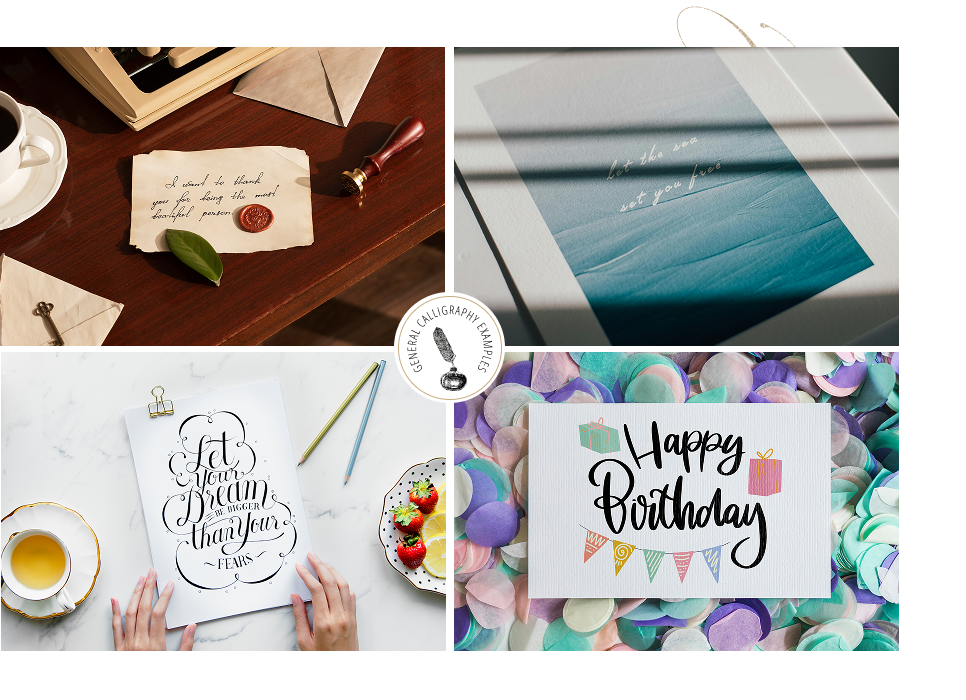 I want to thank
you for being the most
beatiful person.
let the sea
set you free
GENERAL CALLIGRAPHY EXAMPLES
Let
Your
Dream
BE BIGGER
than Your
~FEARS~
Happy
Birthday